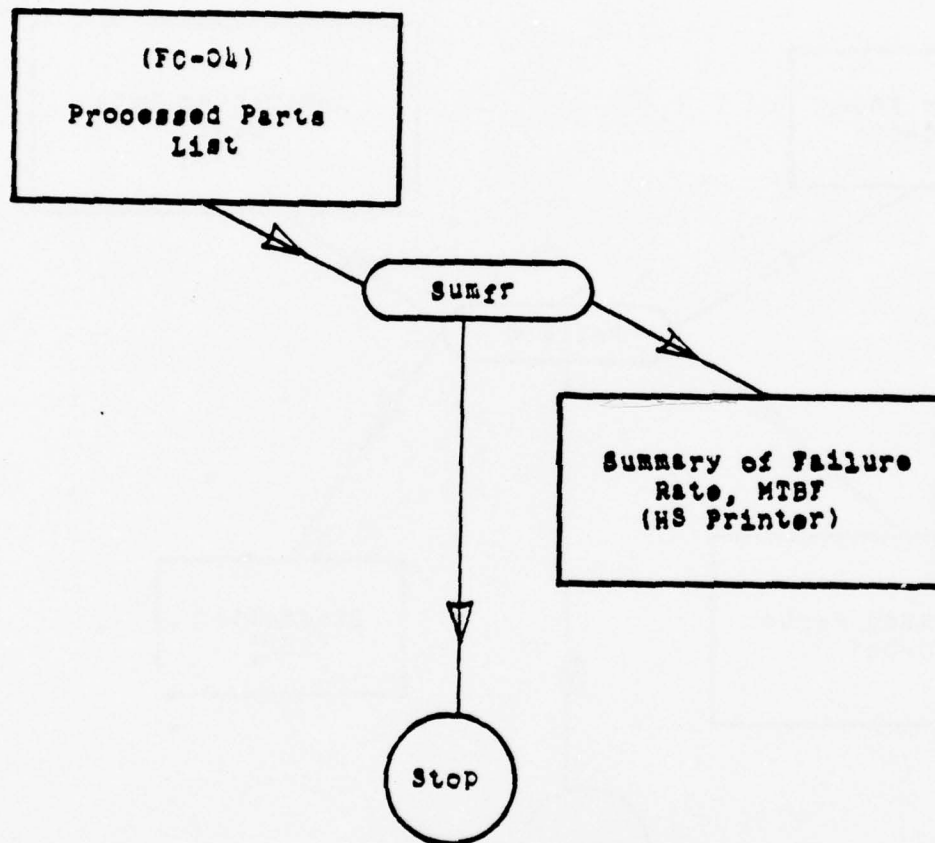 (FC-04)
Processed Parts
List
Sumfr
Summary of Failure
Rate, MTBF
(HS Printer)
Stop